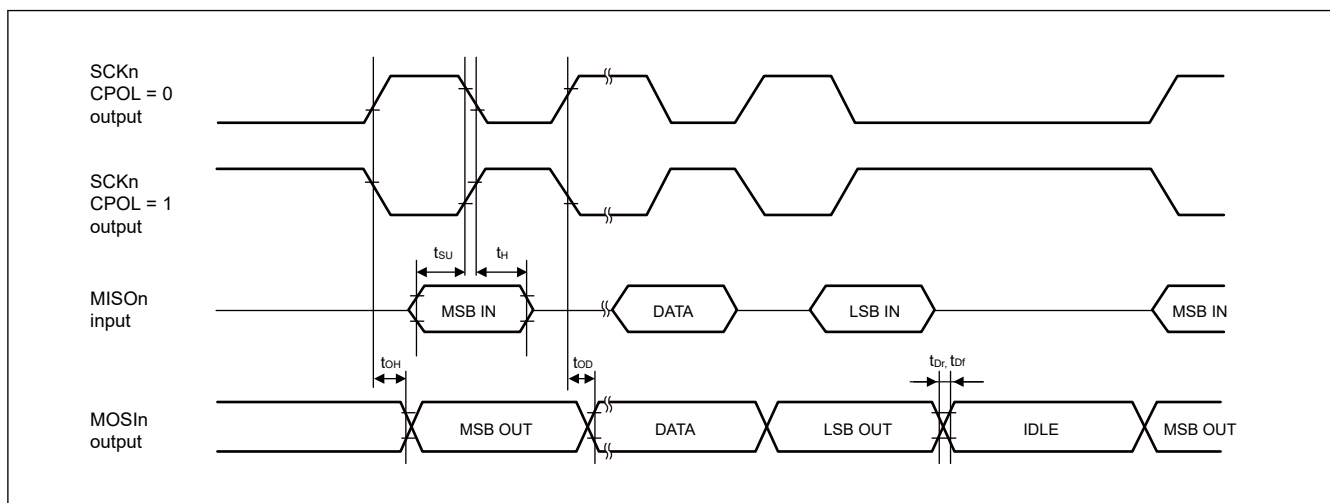 SCKn
CPOL = 0
output
SCKn
CPOL = 1
output
tSU
tH
MISOn
input
MSB IN
DATA
LSB IN
MSB IN
tOH
tOD
tDr, tDf
MOSIn
output
MSB OUT
DATA
LSB OUT
IDLE
MSB OUT